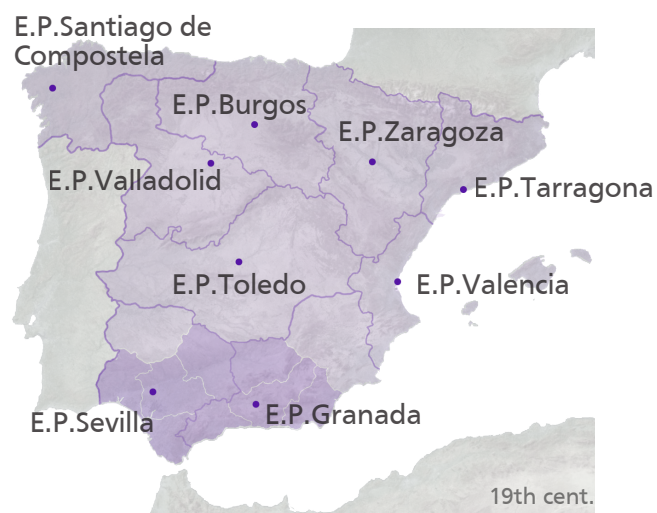 E.P.Santiago de
Compostela
E.P.Burgos
E.P.Zaragoza
E.P.Valladolid
E.P.Tarragona
E.P.Toledo
E.P.Valencia
E.P.Sevilla
E.P.Granada
19th cent.